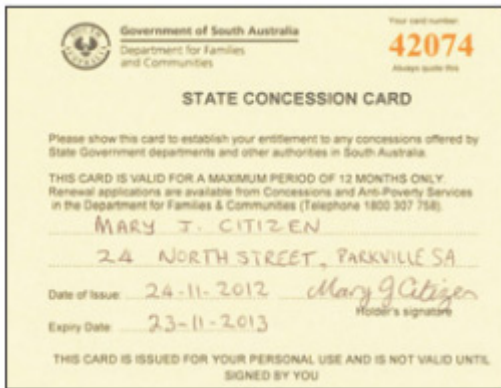 Government of South Australia
Department for Families
and Communities
Your card number
42074
Always quote this
SOUTH AUSTRALIA
STATE CONCESSION CARD
Please show this card to establish your entitlement to any concessions offered by
State Government departments and other authorities in South Australia.
THIS CARD IS VALID FOR A MAXIMUM PERIOD OF 12 MONTHS ONLY.
Renewal applications are available from Concessions and Anti-Poverty Services
in the Department for Families & Communities (Telephone 1800 307 758).
MARY J. CITIZEN
24 NORTH STREET, PARKVILLE SA
Date of Issue: 24-11-2012 Mary J Citizen
Holder's signature
Expiry Date: 23-11-2013
THIS CARD IS ISSUED FOR YOUR PERSONAL USE AND IS NOT VALID UNTIL
SIGNED BY YOU